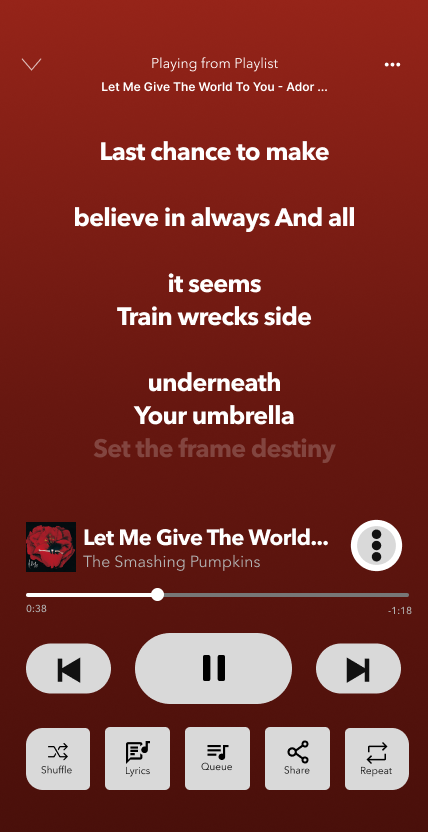 Playing from Playlist
Let Me Give The World To You - Ador ...
Last chance to make
believe in always And all
it seems
Train wrecks side
underneath
Your umbrella
Set the frame destiny
Let Me Give The World...
The Smashing Pumpkins
0:38
-1:18
Shuffle
Lyrics
Queue
Share
Repeat